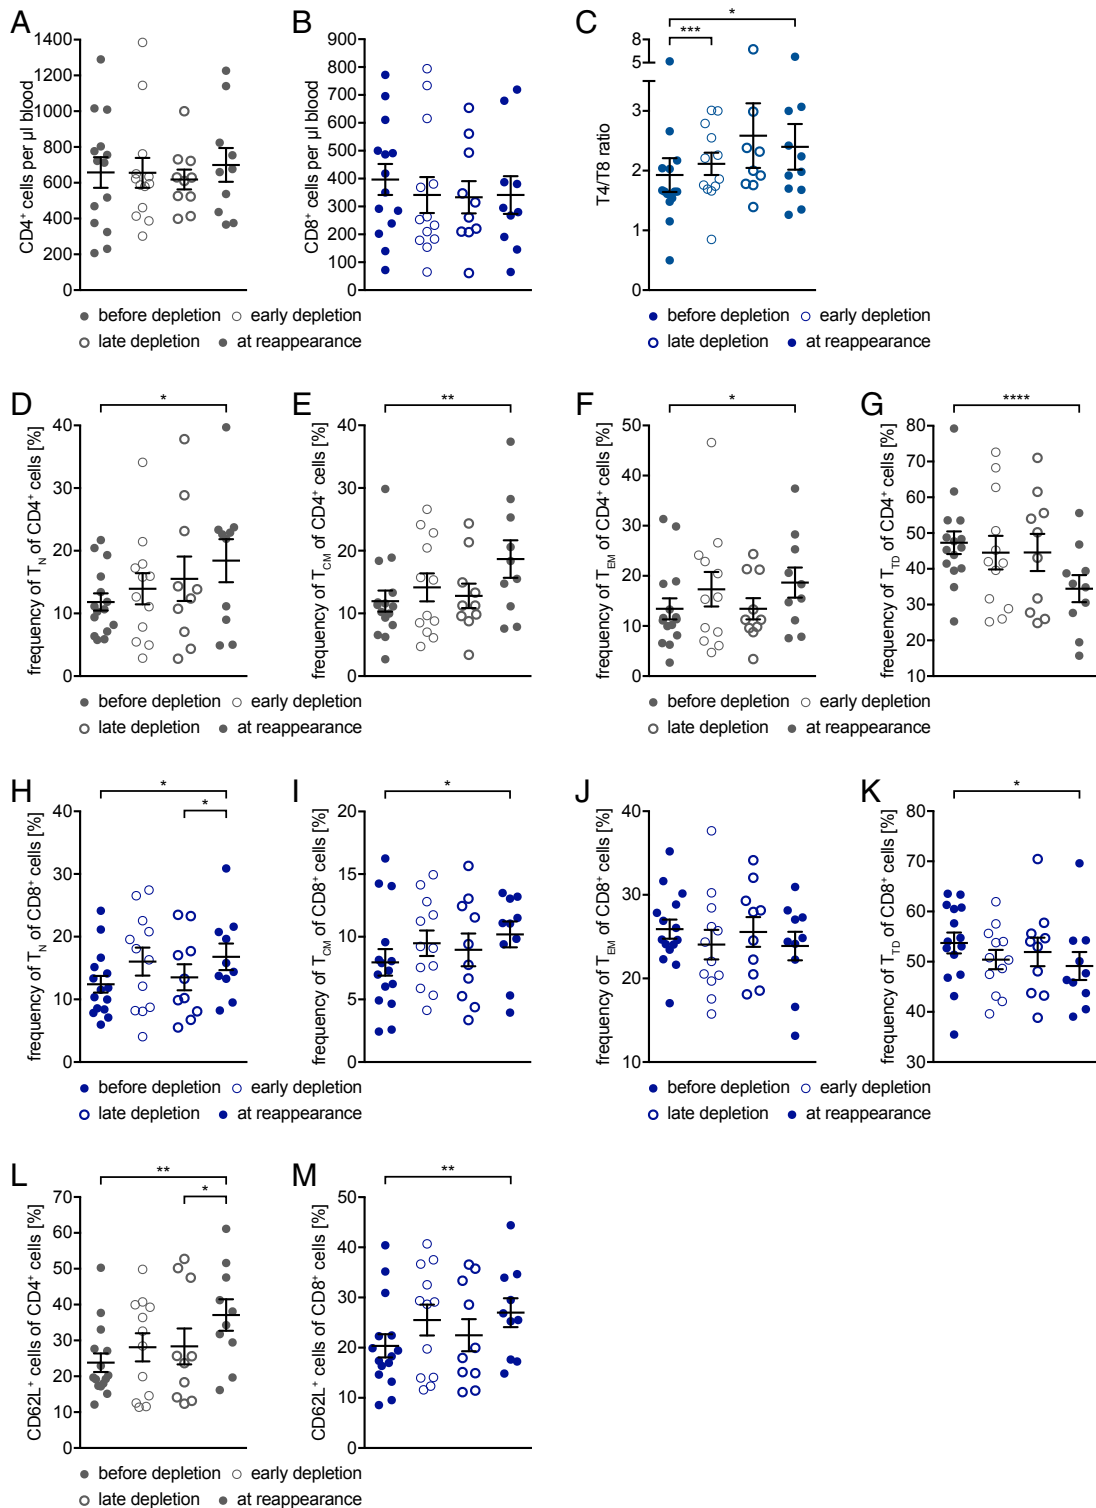 A
B
C
1400
1200
1000
800
600
400
200
0
CD4⁺ cells per µl blood
900
800
700
600
500
400
300
200
100
0
CD8⁺ cells per µl blood
*
***
8
5
3
2
1
0
T4/T8 ratio
before depletion
early depletion
late depletion
at reappearance
before depletion
early depletion
late depletion
at reappearance
D
E
F
G
*
40
30
20
10
0
frequency of T_N of CD4⁺ cells [%]
**
40
30
20
10
0
frequency of T_CM of CD4⁺ cells [%]
*
50
40
30
20
10
0
frequency of T_EM of CD4⁺ cells [%]
****
80
70
60
50
40
30
20
10
frequency of T_TD of CD4⁺ cells [%]
before depletion
early depletion
late depletion
at reappearance
before depletion
early depletion
late depletion
at reappearance
H
I
J
K
*
*
40
30
20
10
0
frequency of T_N of CD8⁺ cells [%]
*
20
15
10
5
0
frequency of T_CM of CD8⁺ cells [%]
40
30
20
10
frequency of T_EM of CD8⁺ cells [%]
*
80
70
60
50
40
30
frequency of T_TD of CD8⁺ cells [%]
before depletion
early depletion
late depletion
at reappearance
before depletion
early depletion
late depletion
at reappearance
L
M
**
*
70
60
50
40
30
20
10
0
CD62L⁺ cells of CD4⁺ cells [%]
**
50
40
30
20
10
0
CD62L⁺ cells of CD8⁺ cells [%]
before depletion
early depletion
late depletion
at reappearance